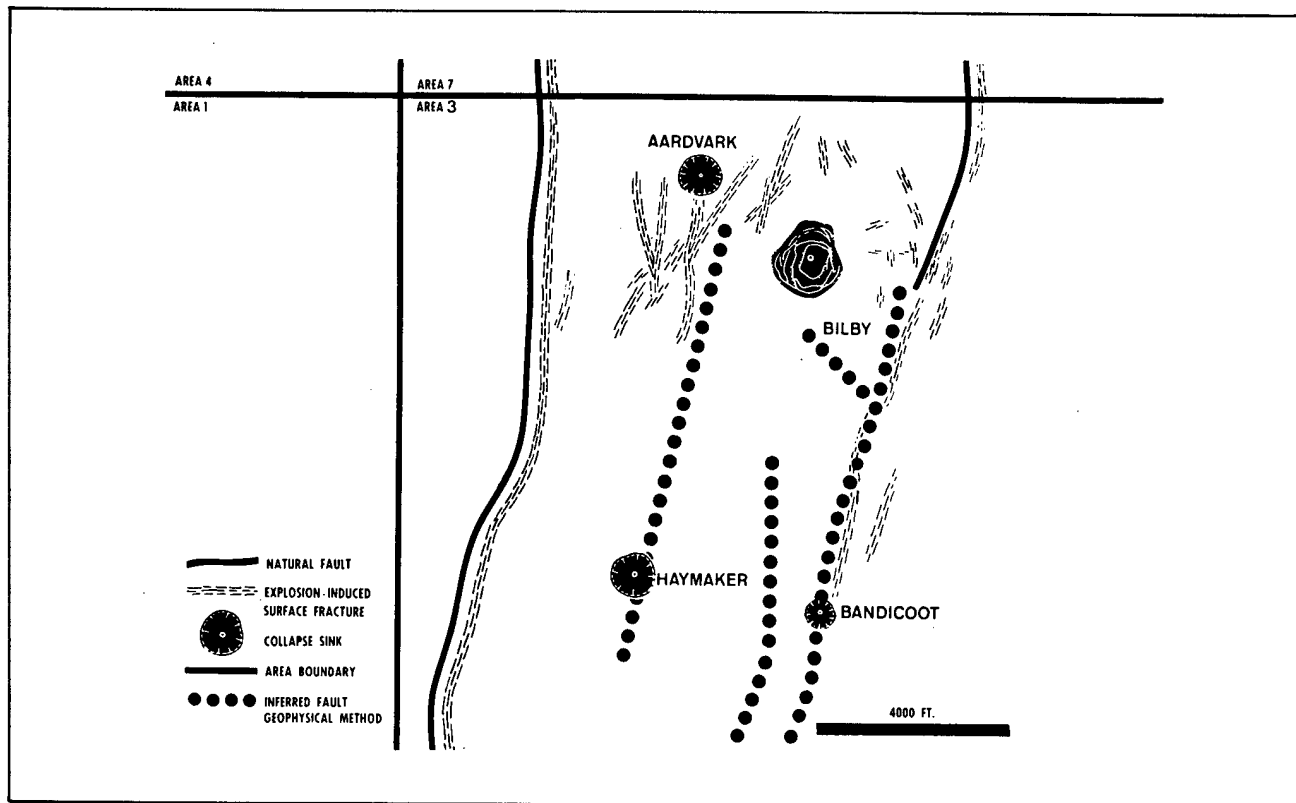 AREA 4
AREA 7
AREA 1
AREA 3
AARDVARK
BILBY
HAYMAKER
BANDICOOT
NATURAL FAULT
EXPLOSION-INDUCED
SURFACE FRACTURE
COLLAPSE SINK
AREA BOUNDARY
INFERRED FAULT
GEOPHYSICAL METHOD
4000 FT.